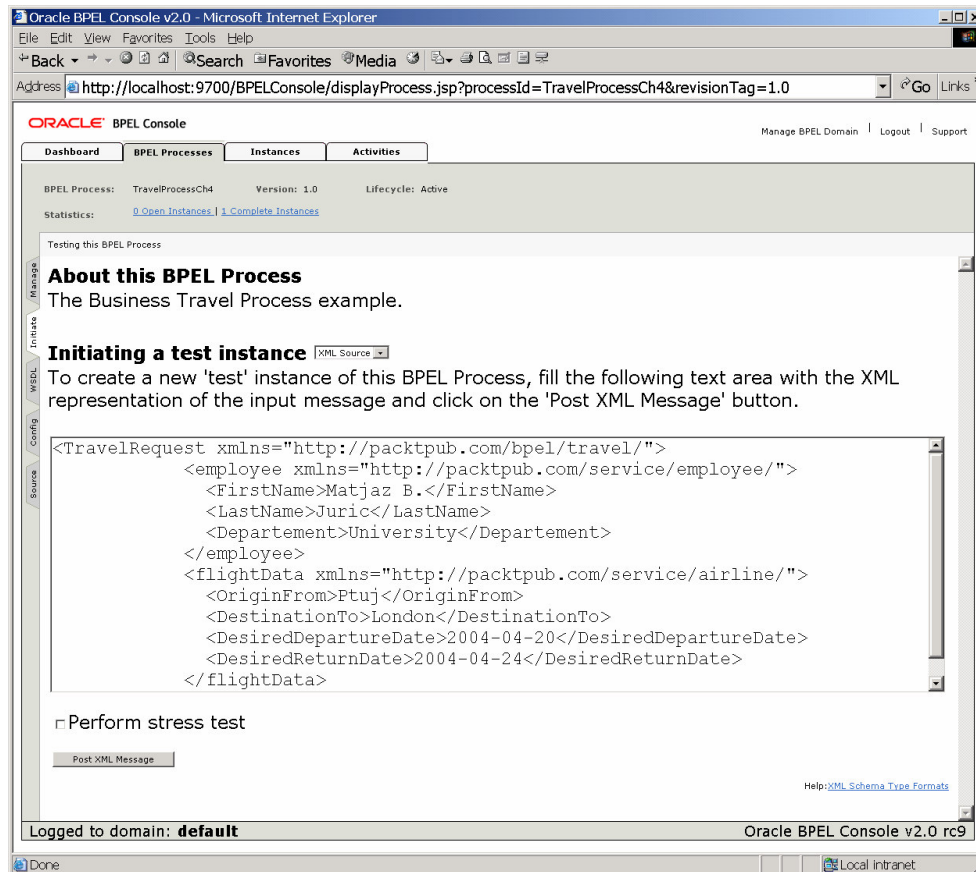 Oracle BPEL Console v2.0 - Microsoft Internet Explorer
File Edit View Favorites Tools Help
Back Search Favorites Media
Address http://localhost:9700/BPELConsole/displayProcess.jsp?processId=TravelProcessCh4&revisionTag=1.0 Go Links
ORACLE BPEL Console
Manage BPEL Domain | Logout | Support
Dashboard BPEL Processes Instances Activities
BPEL Process: TravelProcessCh4 Version: 1.0 Lifecycle: Active
Statistics: 0 Open Instances | 1 Complete Instances
Testing this BPEL Process
Manage
Initiate
WSDL
Config
Source
About this BPEL Process
The Business Travel Process example.
Initiating a test instance XML Source
To create a new 'test' instance of this BPEL Process, fill the following text area with the XML
representation of the input message and click on the 'Post XML Message' button.
<TravelRequest xmlns="http://packtpub.com/bpel/travel/">
<employee xmlns="http://packtpub.com/service/employee/">
<FirstName>Matjaz B.</FirstName>
<LastName>Juric</LastName>
<Departement>University</Departement>
</employee>
<flightData xmlns="http://packtpub.com/service/airline/">
<OriginFrom>Ptuj</OriginFrom>
<DestinationTo>London</DestinationTo>
<DesiredDepartureDate>2004-04-20</DesiredDepartureDate>
<DesiredReturnDate>2004-04-24</DesiredReturnDate>
</flightData>
Perform stress test
Post XML Message
Help:XML Schema Type Formats
Logged to domain: default Oracle BPEL Console v2.0 rc9
Done Local intranet